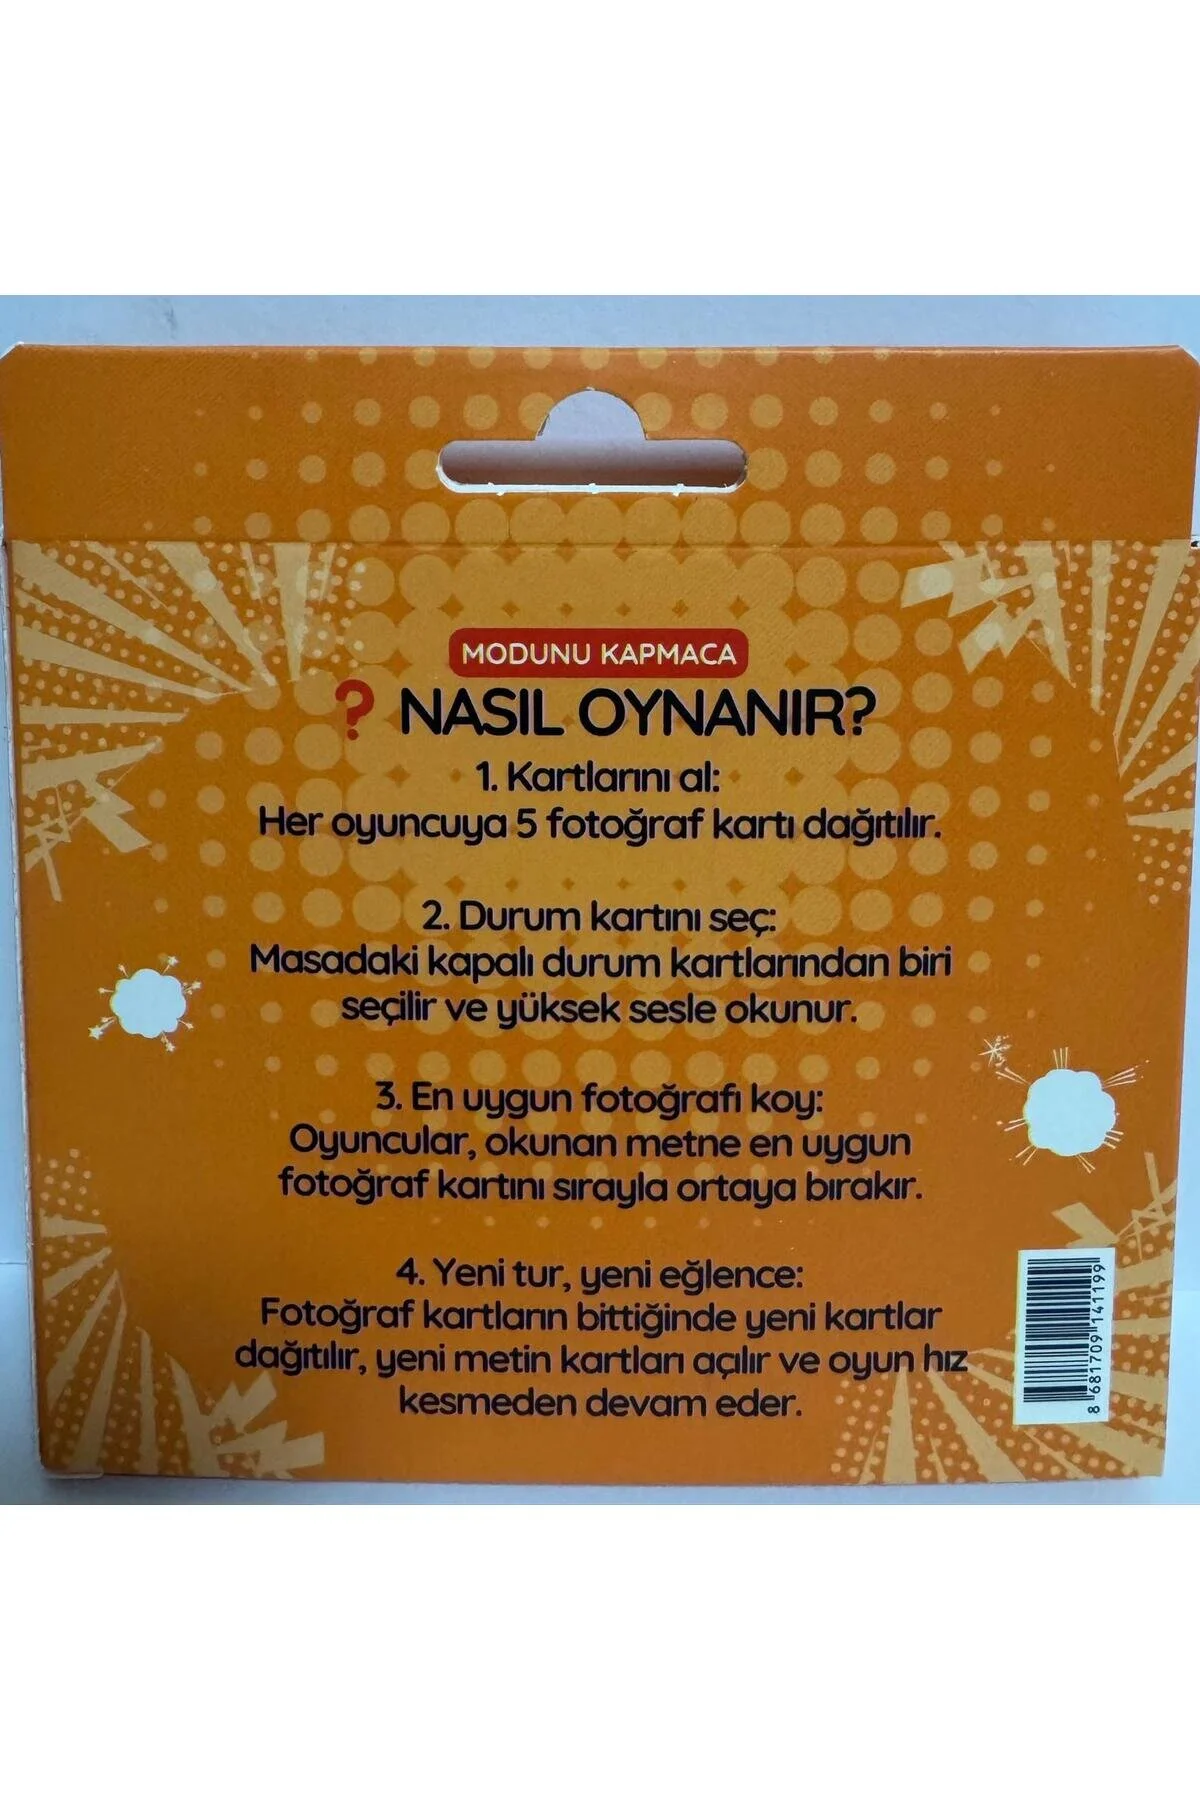 MODUNU KAPMACA
? NASIL OYNANIR?
1. Kartlarını al:
Her oyuncuya 5 fotoğraf kartı dağıtılır.
2. Durum kartını seç:
Masadaki kapalı durum kartlarından biri
seçilir ve yüksek sesle okunur.
3. En uygun fotoğrafı koy:
Oyuncular, okunan metne en uygun
fotoğraf kartını sırayla ortaya bırakır.
4. Yeni tur, yeni eğlence:
Fotoğraf kartların bittiğinde yeni kartlar
dağıtılır, yeni metin kartları açılır ve oyun hız
kesmeden devam eder.
8 681709 141199